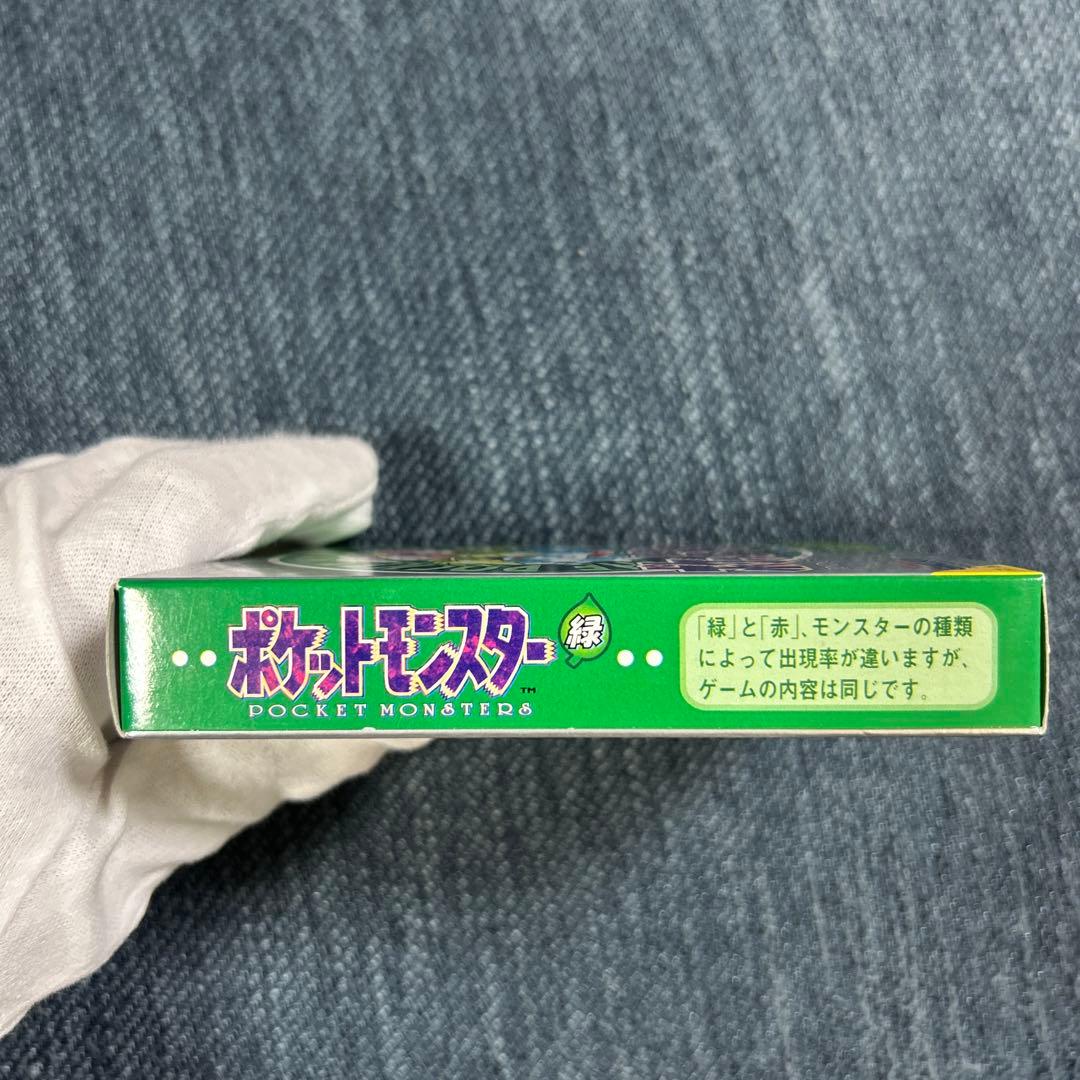 ポケットモンスター 緑
™
POCKET MONSTERS
「緑」と「赤」、モンスターの種類
によって出現率が違いますが、
ゲームの内容は同じです。